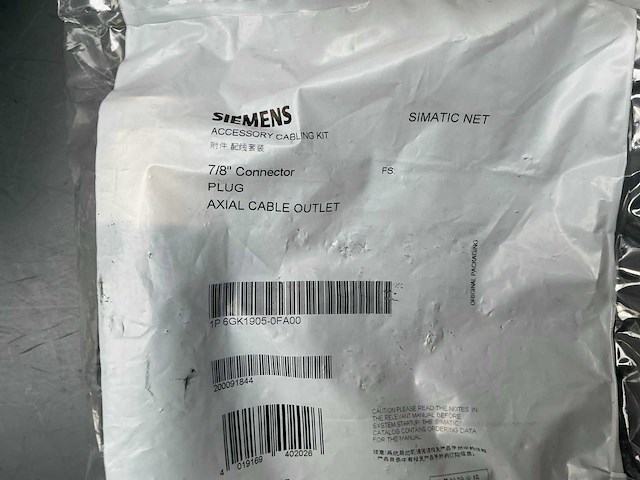 SIEMENS
SIMATIC NET
ACCESSORY CABLING KIT
附件 配线套装
7/8" Connector
FS
PLUG
AXIAL CABLE OUTLET
ORIGINAL PACKAGING
1P 6GK1905-0FA00
200091844
CAUTION PLEASE READ THE NOTES IN
THE RELEVANT MANUAL BEFORE
SYSTEM STARTUP. THE SIMATIC
CATALOG CONTAINS ORDERING DATA
FOR THE MANUAL
4 019169 402026